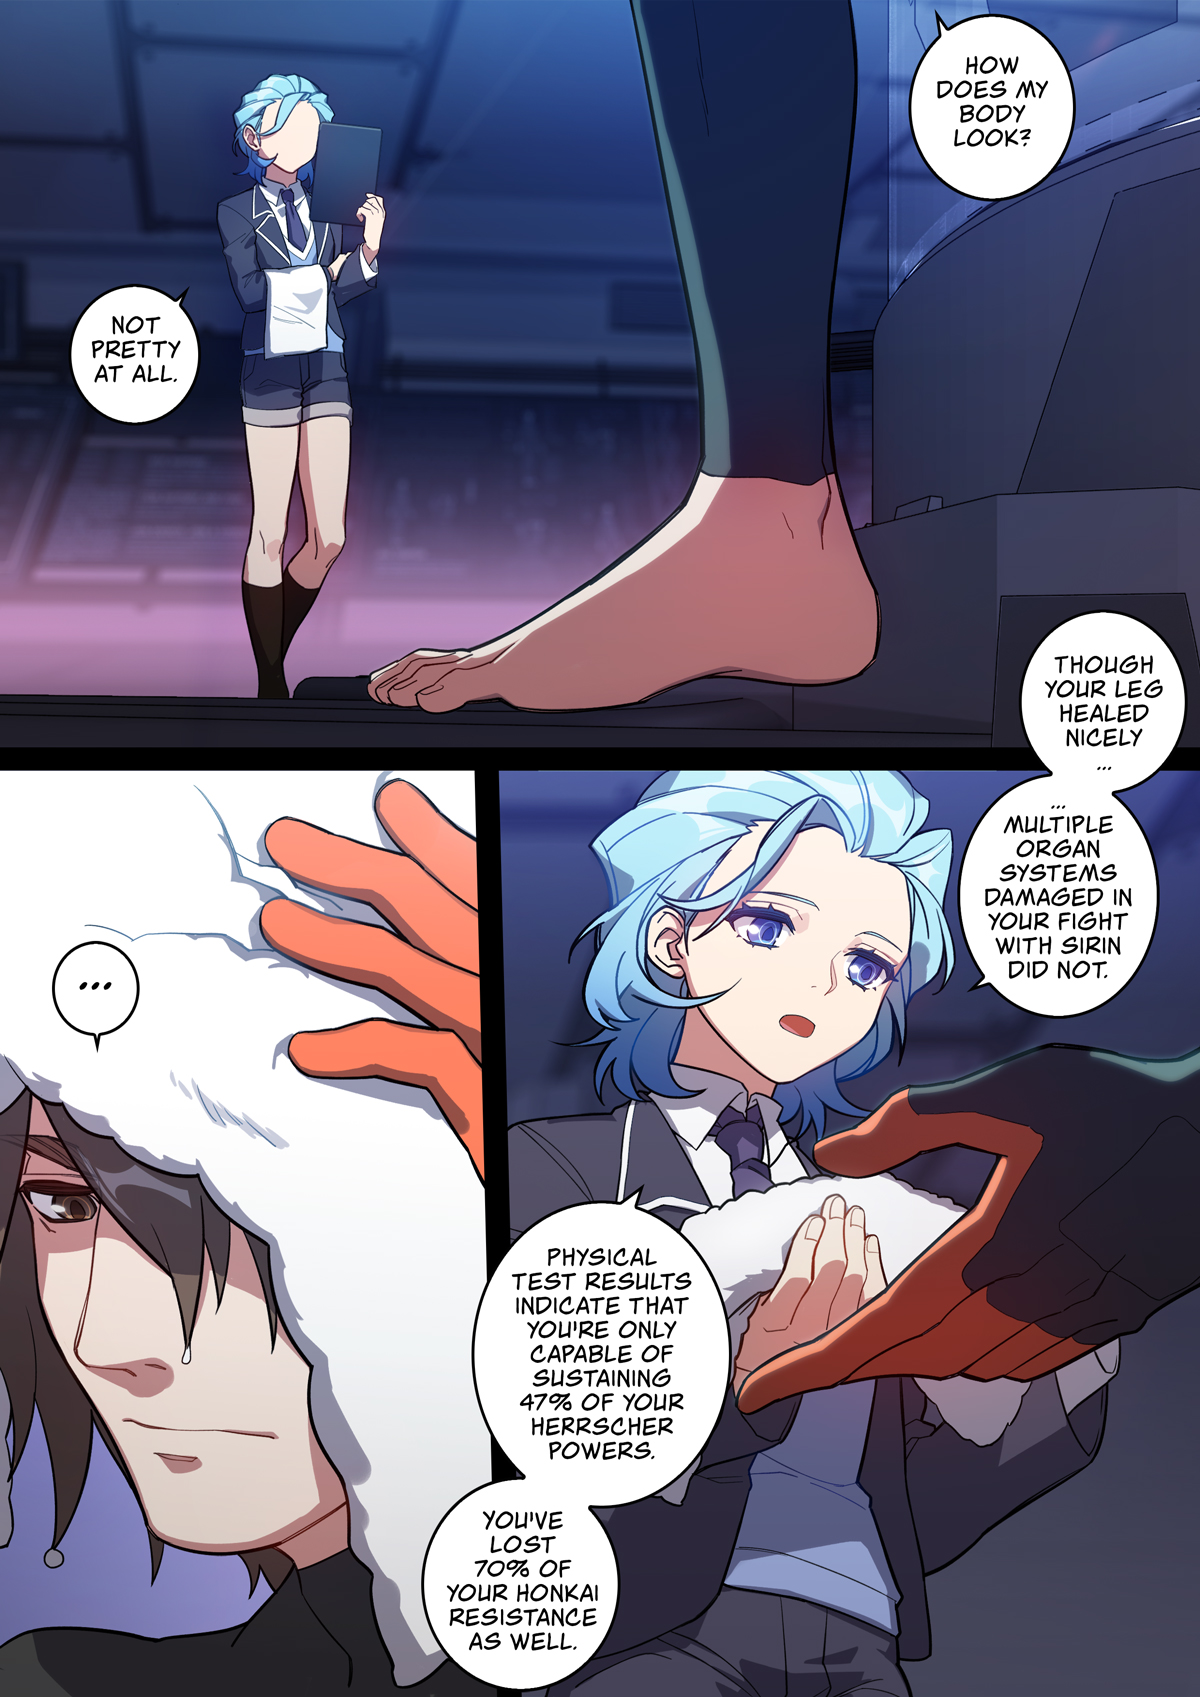 HOW
DOES MY
BODY
LOOK?
NOT
PRETTY
AT ALL.
THOUGH
YOUR LEG
HEALED
NICELY
...
...
MULTIPLE
ORGAN
SYSTEMS
DAMAGED IN
YOUR FIGHT
WITH SIRIN
DID NOT.
...
PHYSICAL
TEST RESULTS
INDICATE THAT
YOU'RE ONLY
CAPABLE OF
SUSTAINING
47% OF YOUR
HERRSCHER
POWERS.
YOU'VE
LOST
70% OF
YOUR HONKAI
RESISTANCE
AS WELL.